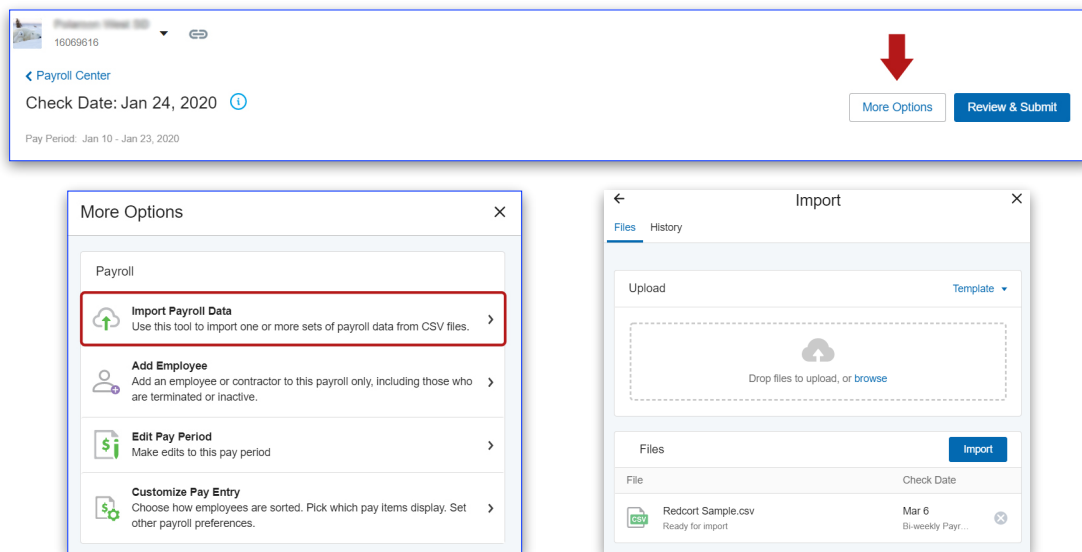 16069616
Payroll Center
Check Date: Jan 24, 2020
Pay Period: Jan 10 - Jan 23, 2020
More Options
Review & Submit
More Options
Payroll
Import Payroll Data
Use this tool to import one or more sets of payroll data from CSV files.
Add Employee
Add an employee or contractor to this payroll only, including those who
are terminated or inactive.
Edit Pay Period
Make edits to this pay period
Customize Pay Entry
Choose how employees are sorted. Pick which pay items display. Set
other payroll preferences.
Import
Files History
Upload
Template
Drop files to upload, or browse
Files
Import
File
Check Date
CSV
Redcort Sample.csv
Ready for import
Mar 6
Bi-weekly Payr...